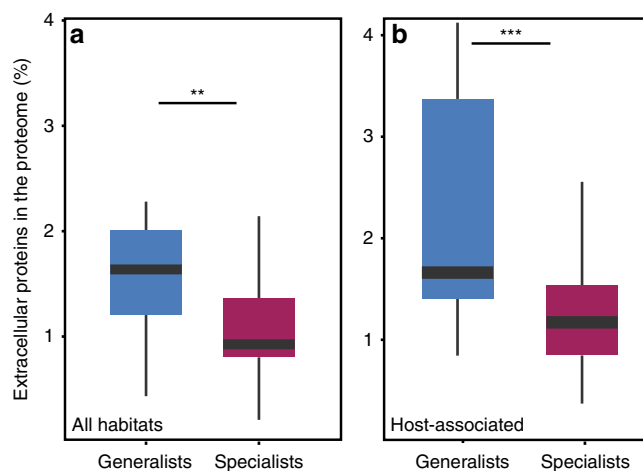 Extracellular proteins in the proteome (%)
a
**
4
3
2
1
All habitats
Generalists Specialists
b
***
4
3
2
1
Host-associated
Generalists Specialists